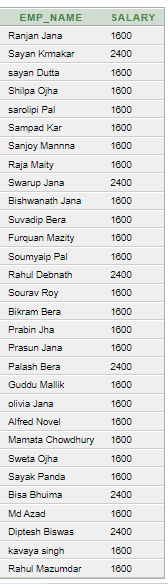 EMP_NAME SALARY
Ranjan Jana 1600
Sayan Krmakar 2400
sayan Dutta 1600
Shilpa Ojha 1600
sarolipi Pal 1600
Sampad Kar 1600
Sanjoy Mannna 1600
Raja Maity 1600
Swarup Jana 2400
Bishwanath Jana 1600
Suvadip Bera 1600
Furquan Mazity 1600
Soumyaip Pal 1600
Rahul Debnath 2400
Sourav Roy 1600
Bikram Bera 1600
Prabin Jha 1600
Prasun Jana 1600
Palash Bera 2400
Guddu Mallik 1600
olivia Jana 1600
Alfred Novel 1600
Mamata Chowdhury 1600
Sweta Ojha 1600
Sayak Panda 1600
Bisa Bhuima 2400
Md Azad 1600
Diptesh Biswas 2400
kavaya singh 1600
Rahul Mazumdar 1600